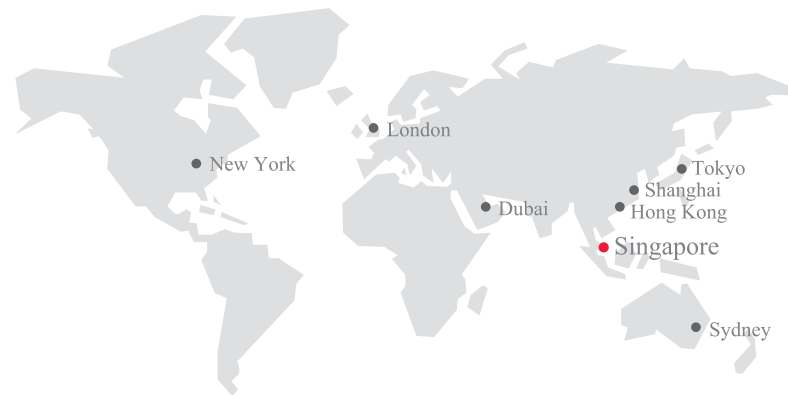 London
New York
Tokyo
Shanghai
Dubai
Hong Kong
Singapore
Sydney